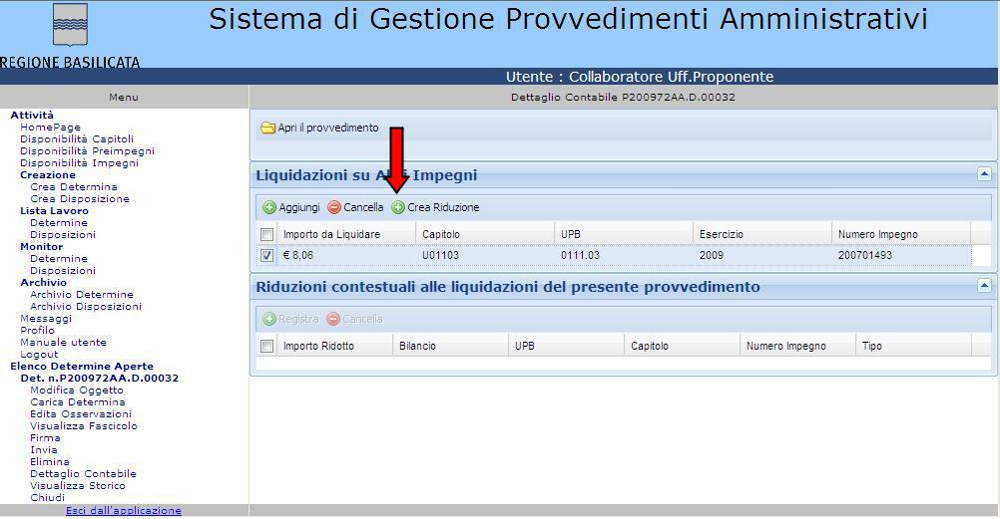 Sistema di Gestione Provvedimenti Amministrativi
REGIONE BASILICATA
Utente : Collaboratore Uff.Proponente
Menu
Attività
HomePage
Disponibilità Capitoli
Disponibilità Preimpegni
Disponibilità Impegni
Creazione
Crea Determina
Crea Disposizione
Lista Lavoro
Determine
Disposizioni
Monitor
Determine
Disposizioni
Archivio
Archivio Determine
Archivio Disposizioni
Messaggi
Profilo
Manuale utente
Logout
Elenco Determine Aperte
Det. n.P200972AA.D.00032
Modifica Oggetto
Carica Determina
Edita Osservazioni
Visualizza Fascicolo
Firma
Invia
Elimina
Dettaglio Contabile
Visualizza Storico
Chiudi
Esci dall'applicazione
Dettaglio Contabile P200972AA.D.00032
Apri il provvedimento
Liquidazioni su Impegni
Aggiungi Cancella Crea Riduzione
Importo da Liquidare Capitolo UPB Esercizio Numero Impegno
€ 8,06 U01103 0111.03 2009 200701493
Riduzioni contestuali alle liquidazioni del presente provvedimento
Registra Cancella
Importo Ridotto Bilancio UPB Capitolo Numero Impegno Tipo